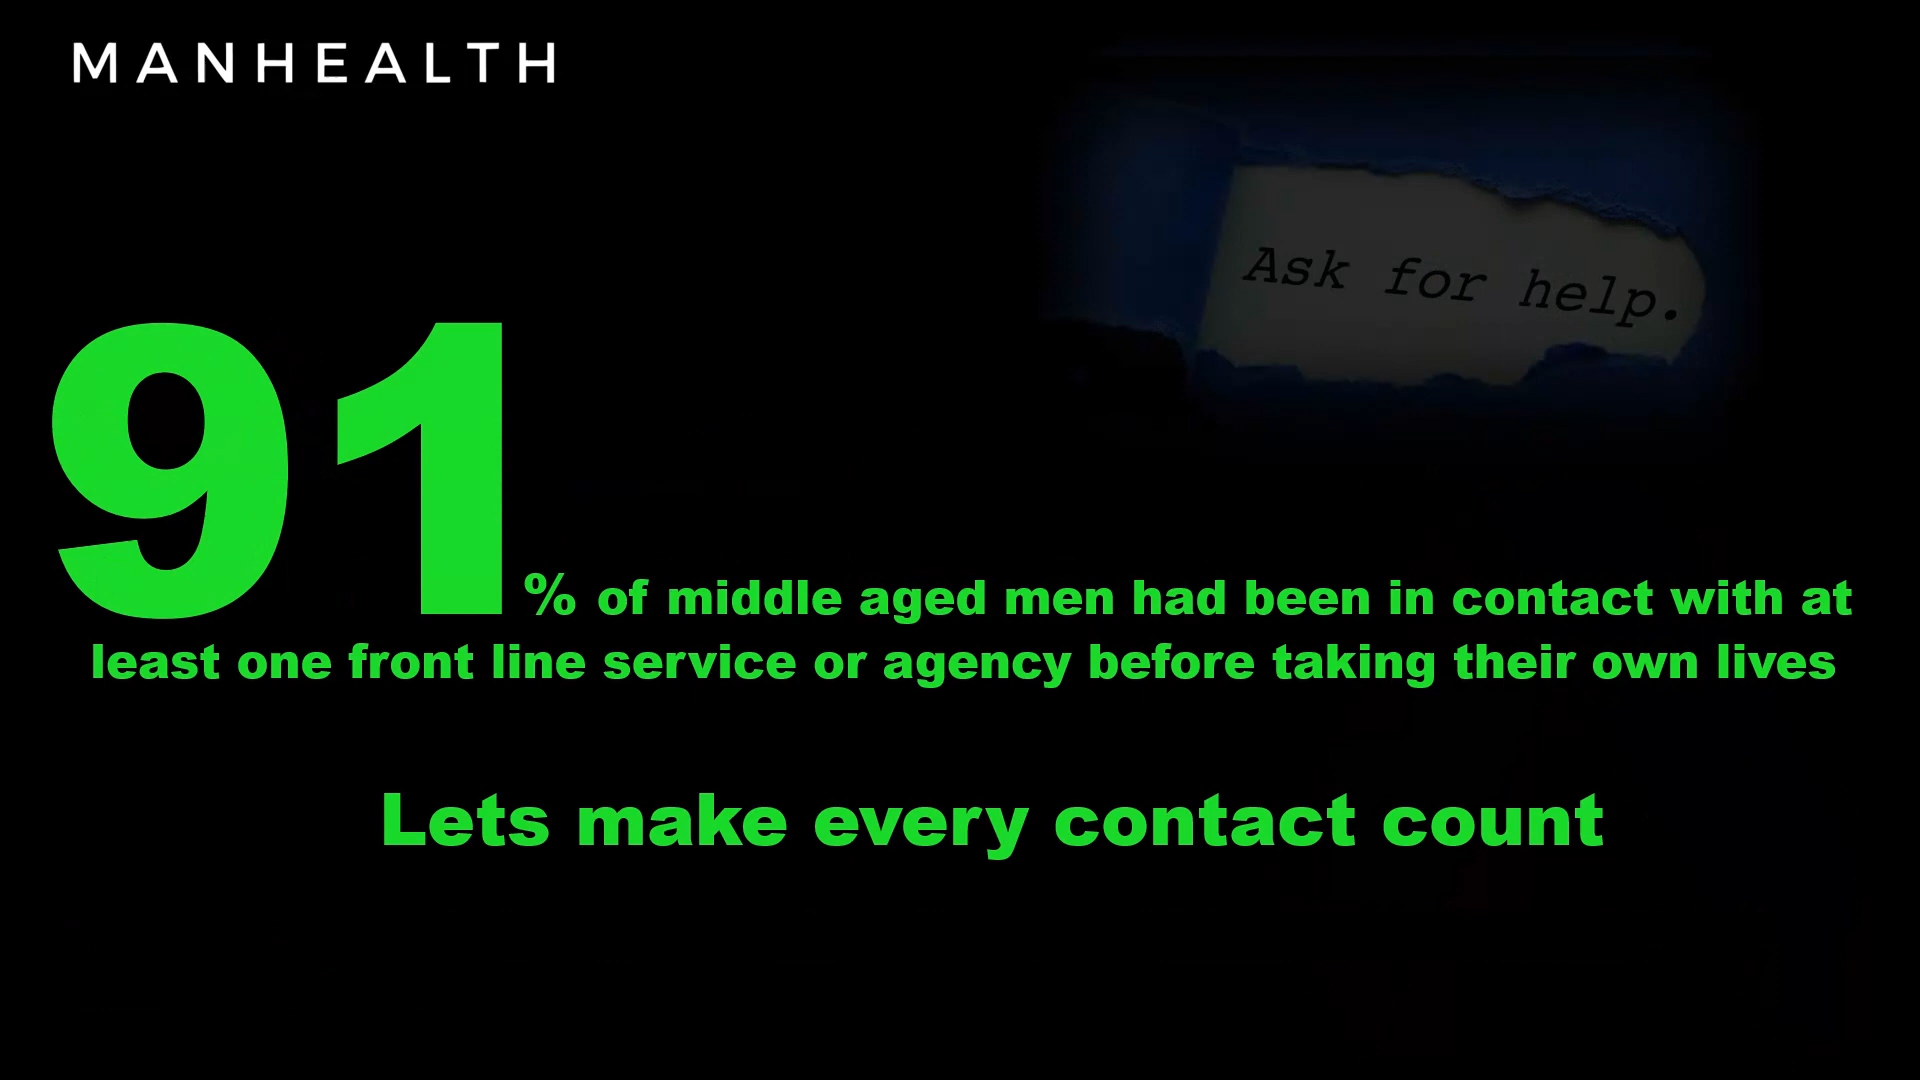 MANHEALTH
Ask for help.
91% of middle aged men had been in contact with at
least one front line service or agency before taking their own lives
Lets make every contact count